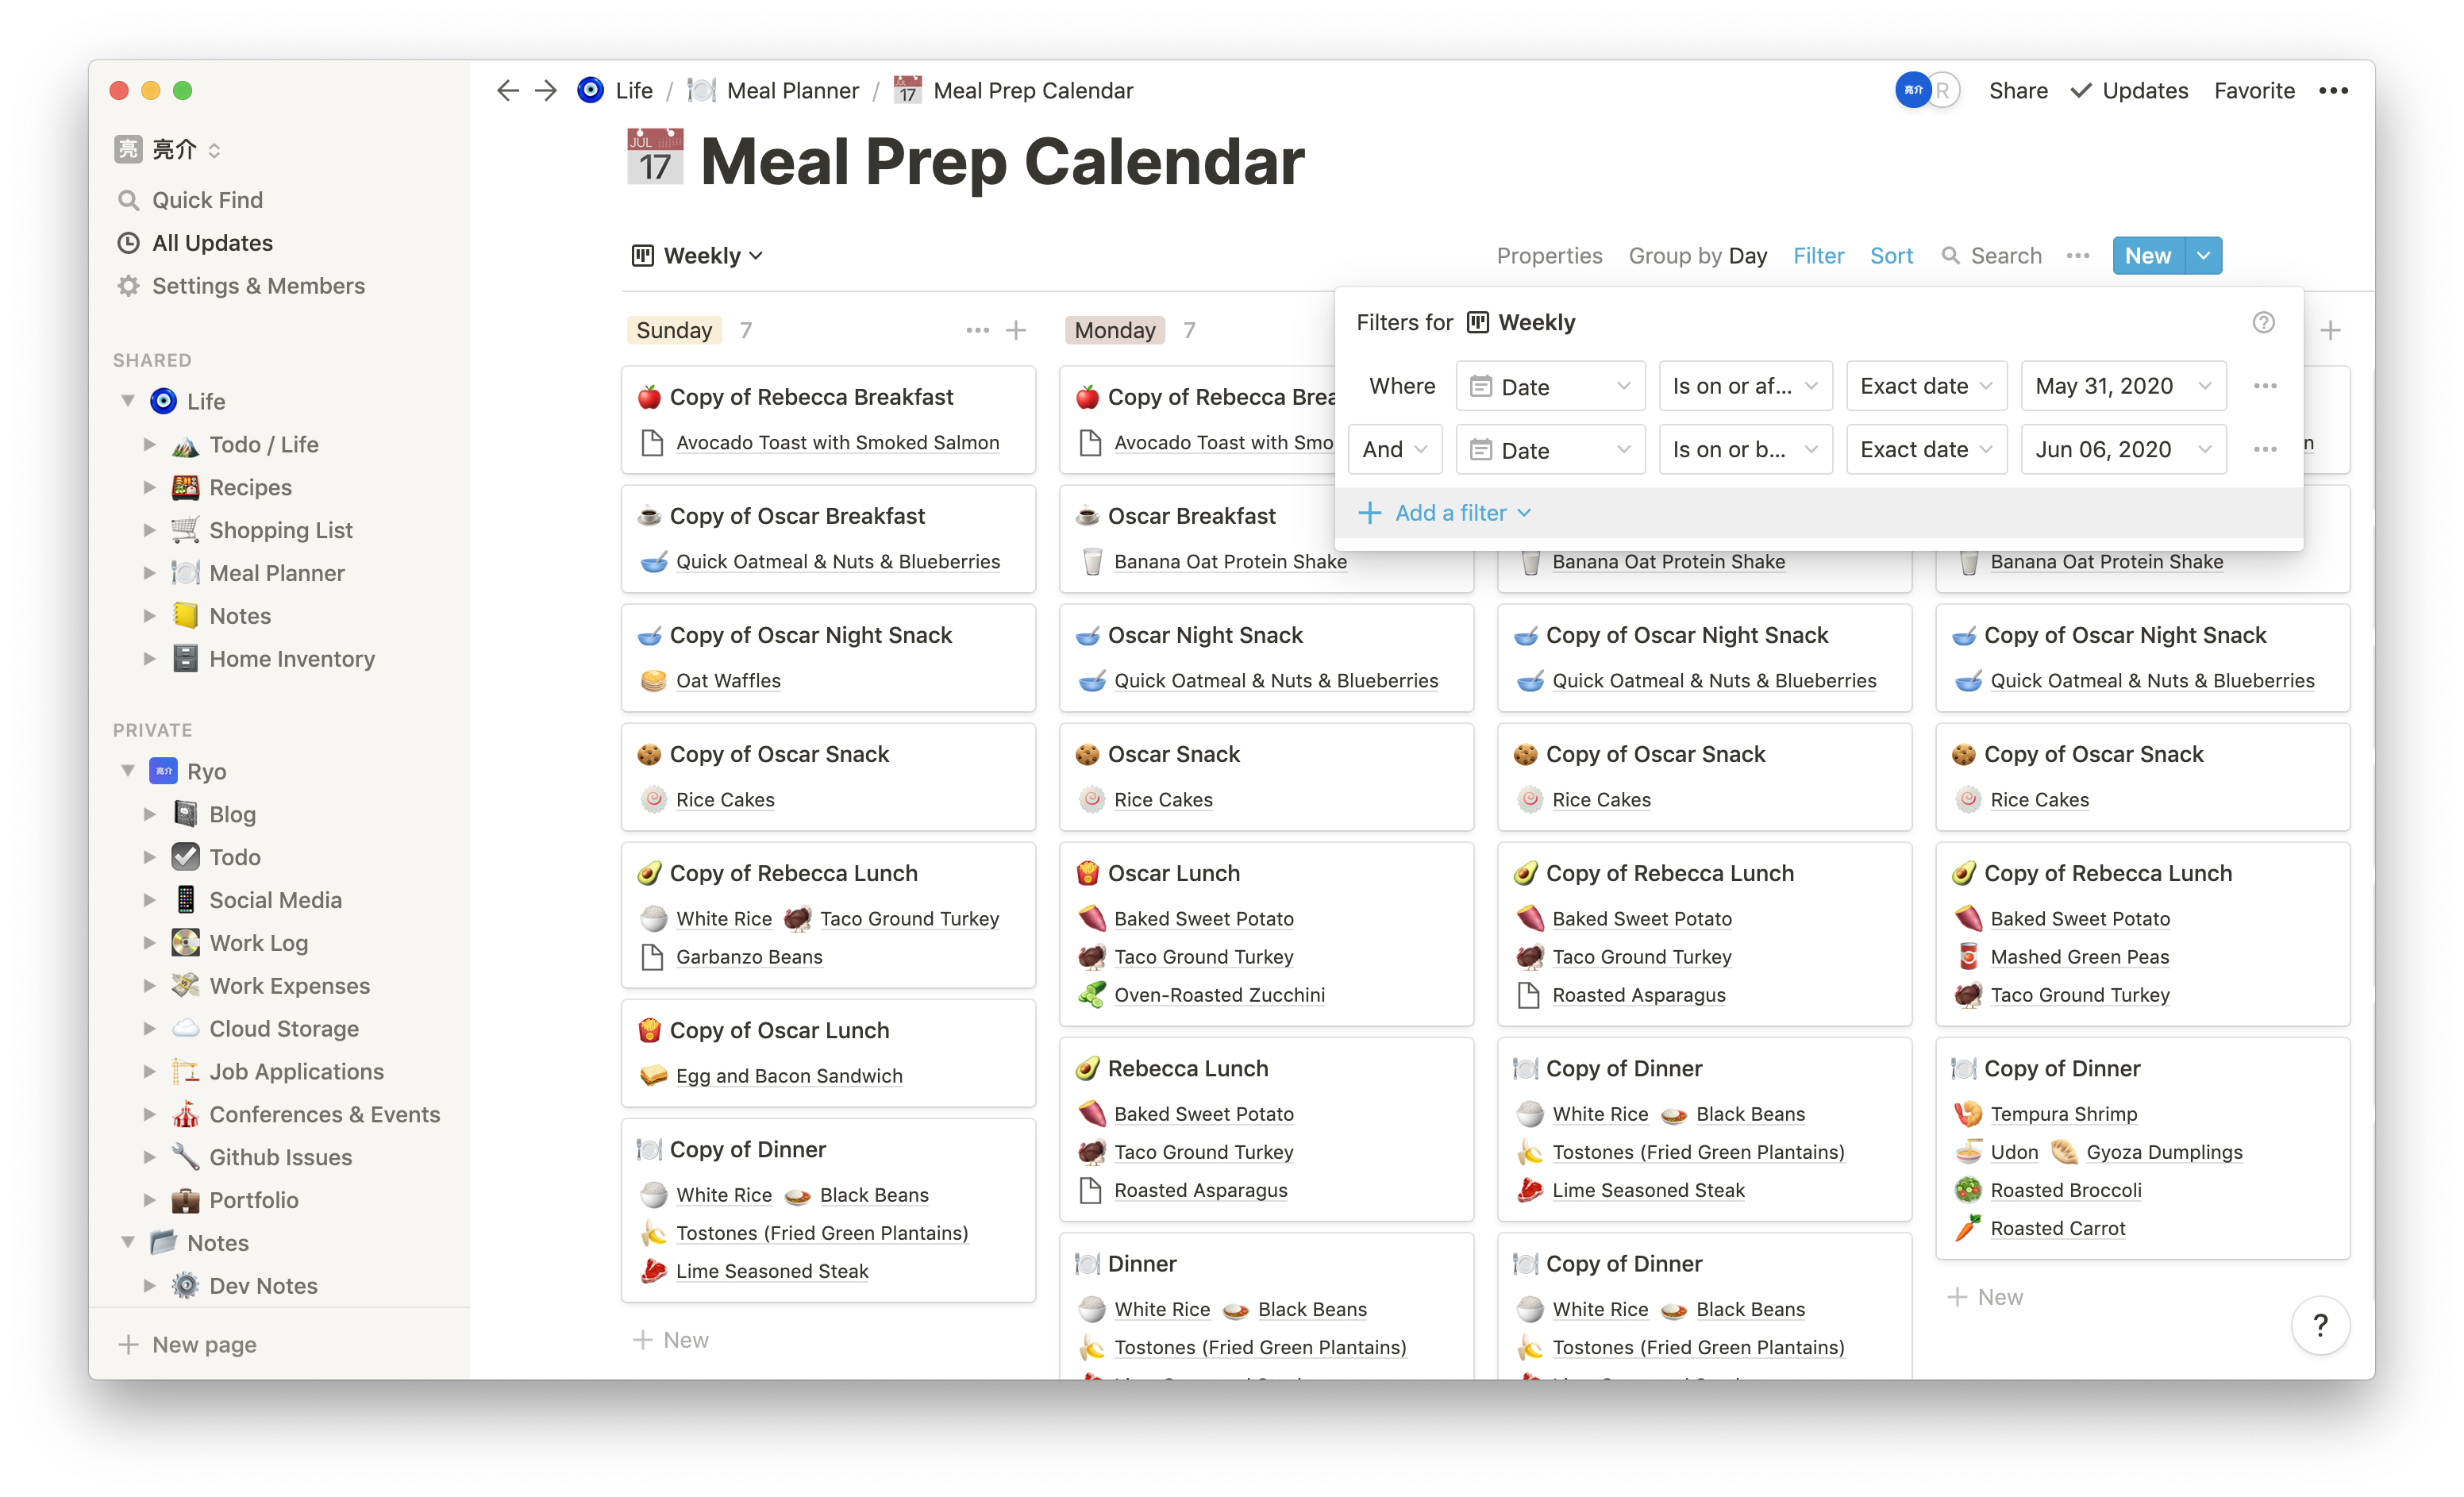 Life / Meal Planner / Meal Prep Calendar
亮介 R Share Updates Favorite
亮 亮介
Quick Find
All Updates
Settings & Members
SHARED
Life
Todo / Life
Recipes
Shopping List
Meal Planner
Notes
Home Inventory
PRIVATE
亮介 Ryo
Blog
Todo
Social Media
Work Log
Work Expenses
Cloud Storage
Job Applications
Conferences & Events
Github Issues
Portfolio
Notes
Dev Notes
New page
JUL 17 Meal Prep Calendar
Weekly
Properties Group by Day Filter Sort Search New
Filters for Weekly
Where Date Is on or af... Exact date May 31, 2020
And Date Is on or b... Exact date Jun 06, 2020
Add a filter
Sunday 7
Copy of Rebecca Breakfast
Avocado Toast with Smoked Salmon
Copy of Oscar Breakfast
Quick Oatmeal & Nuts & Blueberries
Copy of Oscar Night Snack
Oat Waffles
Copy of Oscar Snack
Rice Cakes
Copy of Rebecca Lunch
White Rice Taco Ground Turkey
Garbanzo Beans
Copy of Oscar Lunch
Egg and Bacon Sandwich
Copy of Dinner
White Rice Black Beans
Tostones (Fried Green Plantains)
Lime Seasoned Steak
New
Monday 7
Copy of Rebecca Brea
Avocado Toast with Smo
Oscar Breakfast
Banana Oat Protein Shake
Oscar Night Snack
Quick Oatmeal & Nuts & Blueberries
Oscar Snack
Rice Cakes
Oscar Lunch
Baked Sweet Potato
Taco Ground Turkey
Oven-Roasted Zucchini
Rebecca Lunch
Baked Sweet Potato
Taco Ground Turkey
Roasted Asparagus
Dinner
White Rice Black Beans
Tostones (Fried Green Plantains)
Banana Oat Protein Shake
Copy of Oscar Night Snack
Quick Oatmeal & Nuts & Blueberries
Copy of Oscar Snack
Rice Cakes
Copy of Rebecca Lunch
Baked Sweet Potato
Taco Ground Turkey
Roasted Asparagus
Copy of Dinner
White Rice Black Beans
Tostones (Fried Green Plantains)
Lime Seasoned Steak
Copy of Dinner
White Rice Black Beans
Tostones (Fried Green Plantains)
n
Banana Oat Protein Shake
Copy of Oscar Night Snack
Quick Oatmeal & Nuts & Blueberries
Copy of Oscar Snack
Rice Cakes
Copy of Rebecca Lunch
Baked Sweet Potato
Mashed Green Peas
Taco Ground Turkey
Copy of Dinner
Tempura Shrimp
Udon Gyoza Dumplings
Roasted Broccoli
Roasted Carrot
New
?